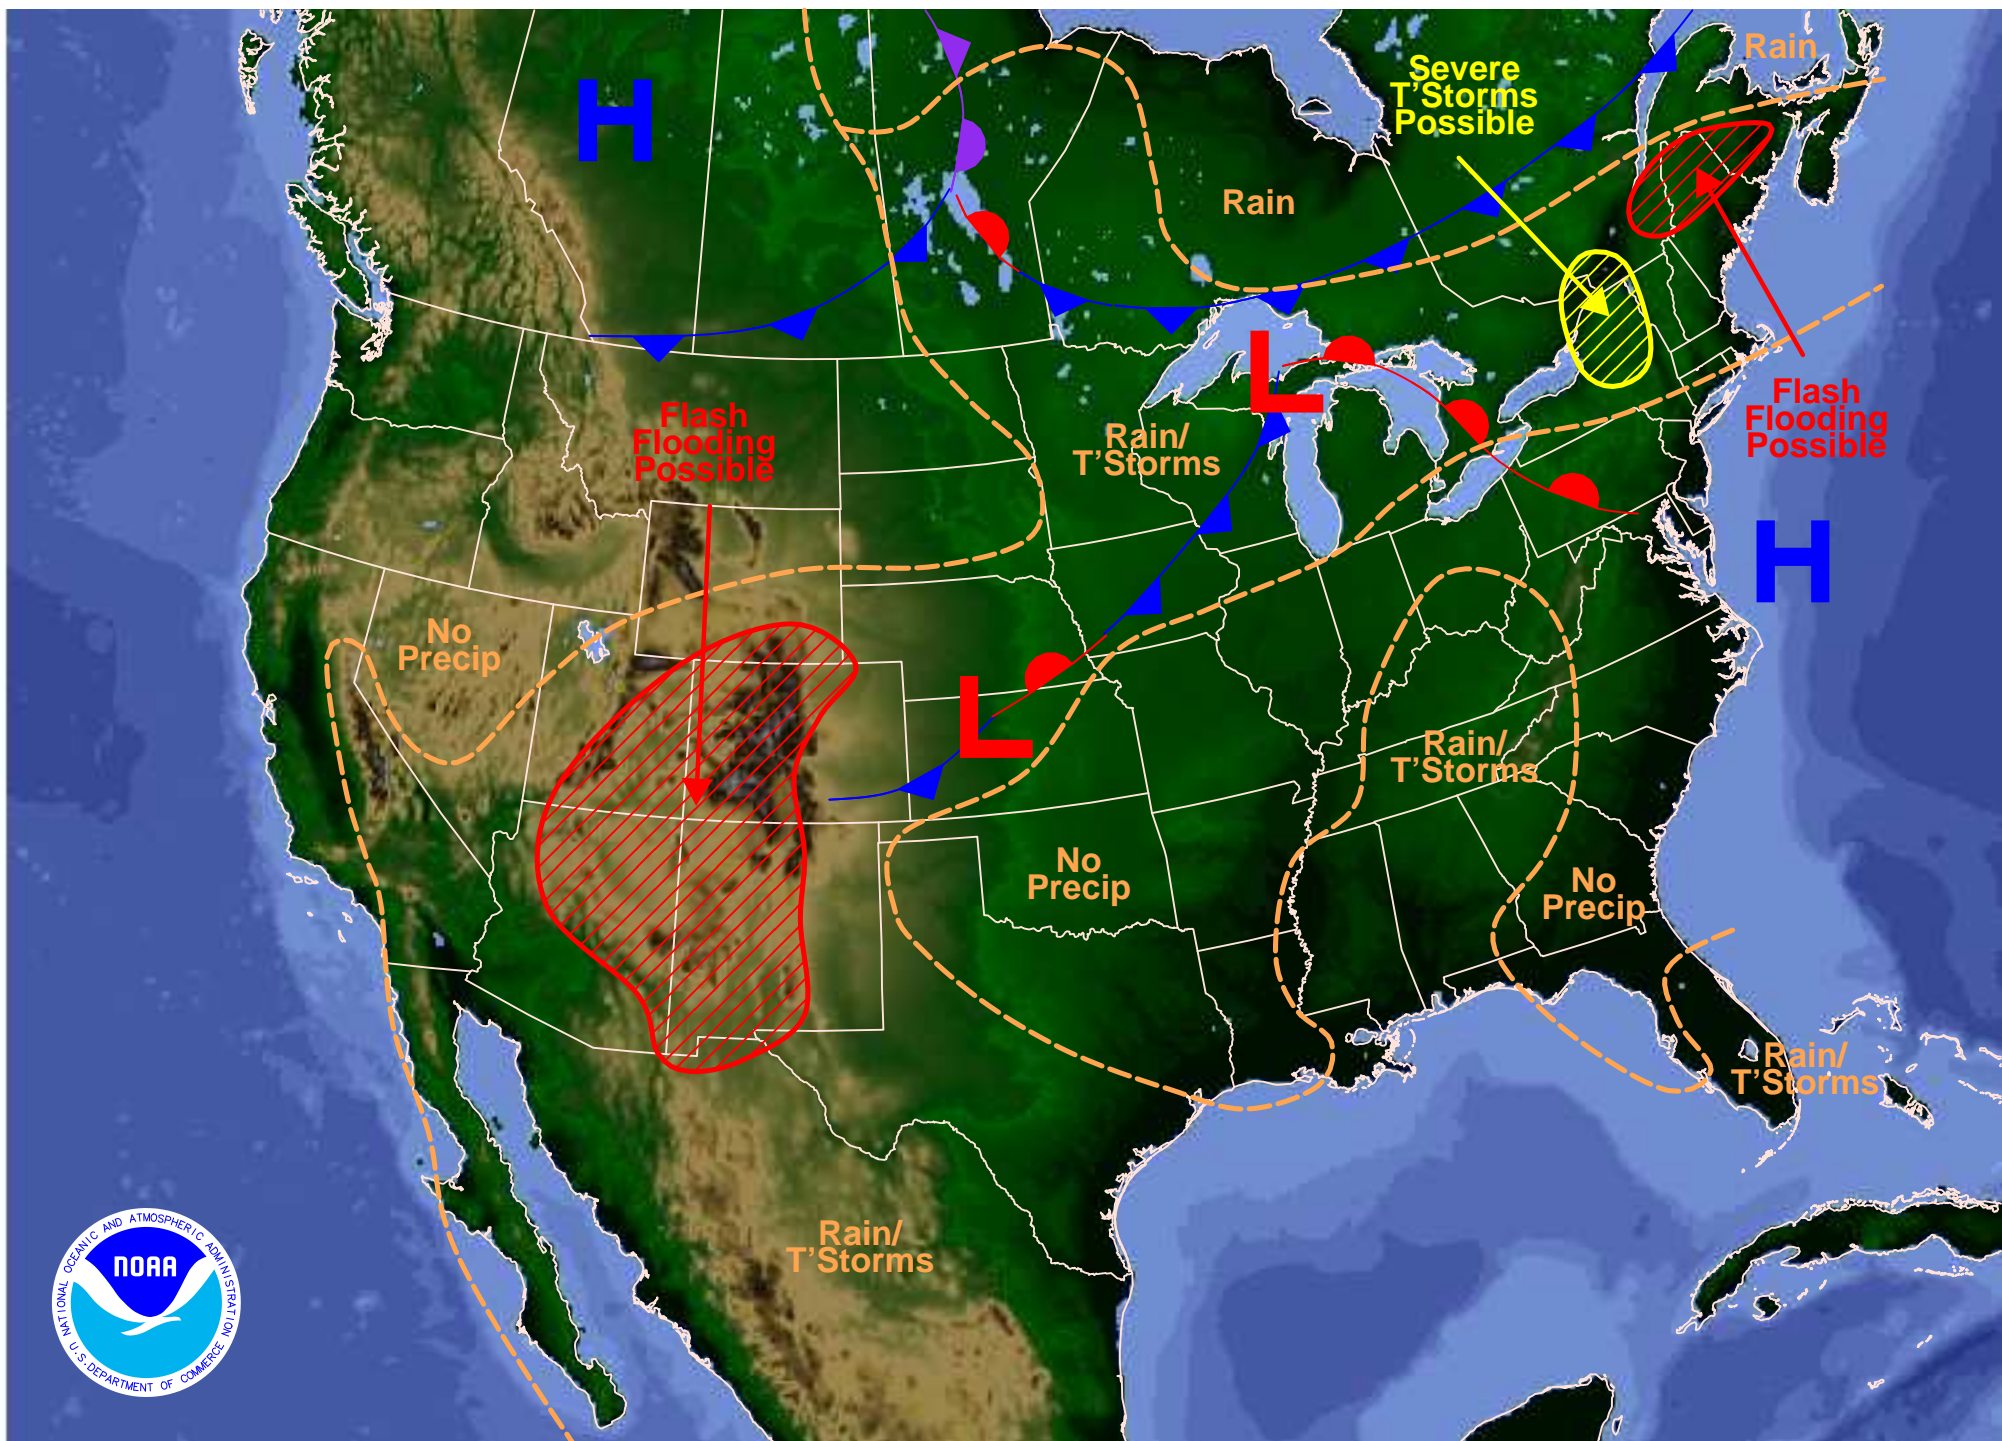 Rain
Severe
T'Storms
Possible
H
Rain
L
Flash
Flooding
Possible
Flash
Flooding
Possible
Rain/
T'Storms
H
No
Precip
L
Rain/
T'Storms
No
Precip
No
Precip
Rain/
T'Storms
Rain/
T'Storms
NATIONAL OCEANIC AND ATMOSPHERIC ADMINISTRATION
NOAA
U.S. DEPARTMENT OF COMMERCE